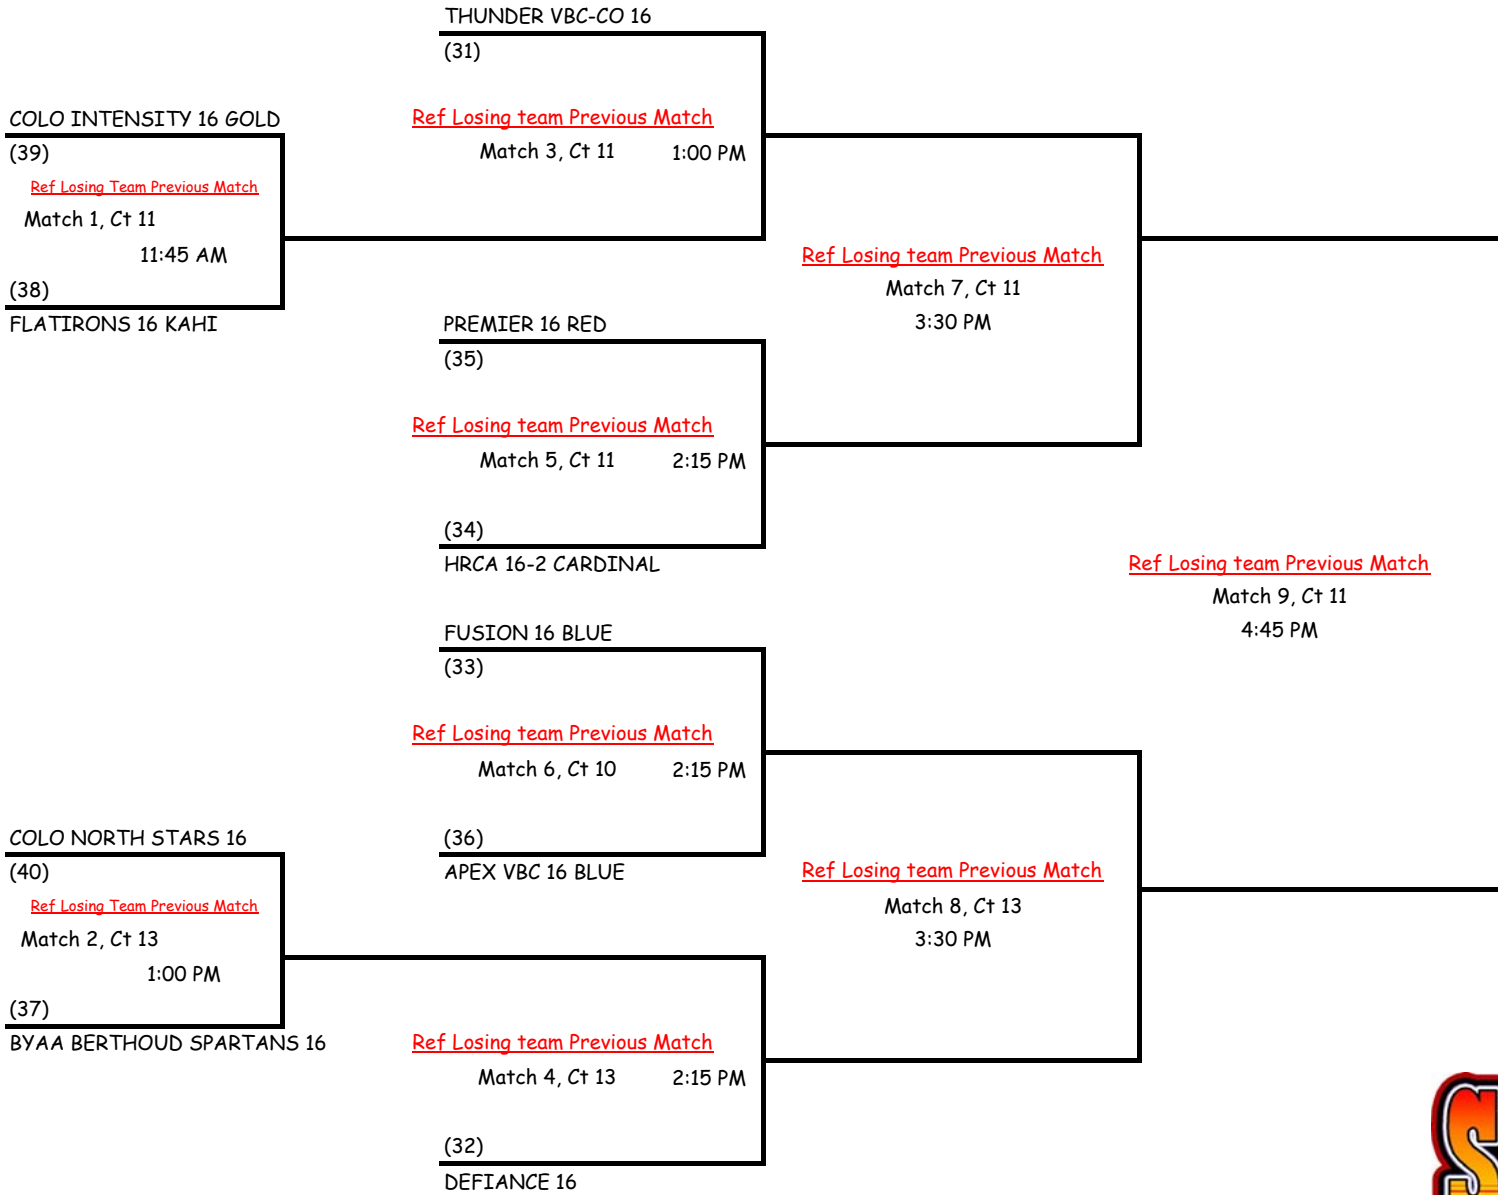 THUNDER VBC-CO 16
(31)
COLO INTENSITY 16 GOLD
(39)
Ref Losing Team Previous Match
Match 1, Ct 11
11:45 AM
(38)
FLATIRONS 16 KAHI
Ref Losing team Previous Match
Match 3, Ct 11 1:00 PM
Ref Losing team Previous Match
Match 7, Ct 11
3:30 PM
PREMIER 16 RED
(35)
Ref Losing team Previous Match
Match 5, Ct 11 2:15 PM
(34)
HRCA 16-2 CARDINAL
Ref Losing team Previous Match
Match 9, Ct 11
4:45 PM
FUSION 16 BLUE
(33)
Ref Losing team Previous Match
Match 6, Ct 10 2:15 PM
(36)
APEX VBC 16 BLUE
COLO NORTH STARS 16
(40)
Ref Losing Team Previous Match
Match 2, Ct 13
1:00 PM
(37)
BYAA BERTHOUD SPARTANS 16
Ref Losing team Previous Match
Match 8, Ct 13
3:30 PM
Ref Losing team Previous Match
Match 4, Ct 13 2:15 PM
(32)
DEFIANCE 16
S